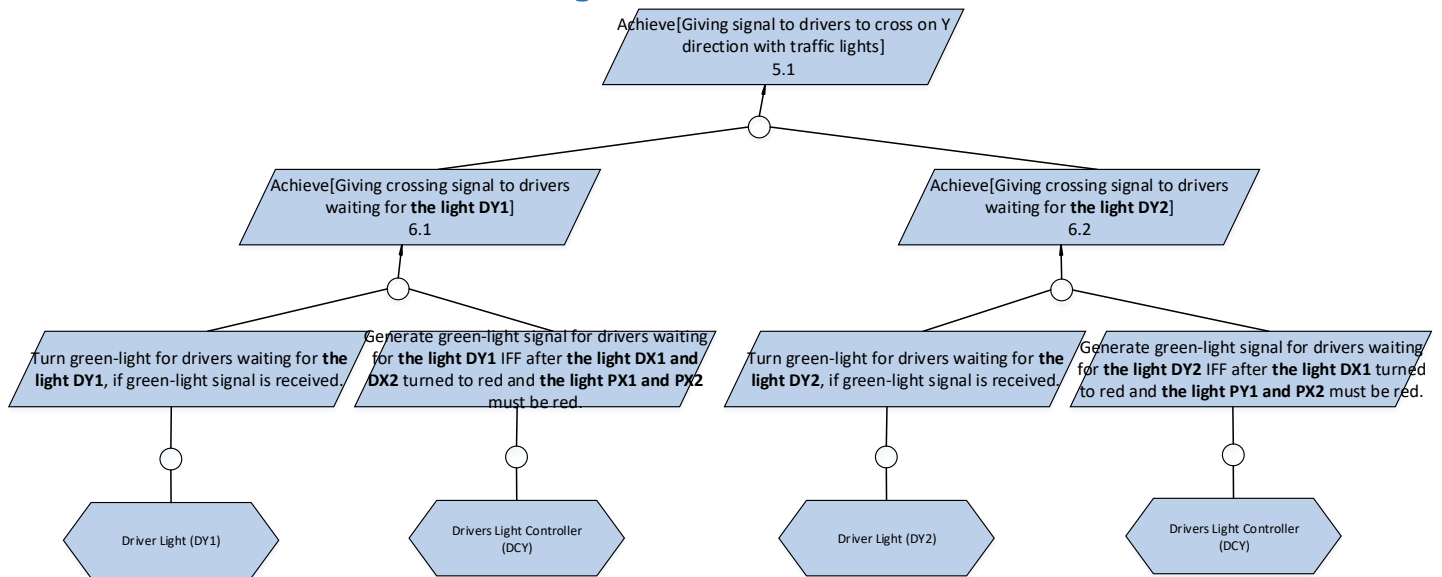 Achieve[Giving signal to drivers to cross on Y
direction with traffic lights]
5.1
Achieve[Giving crossing signal to drivers
waiting for the light DY1]
6.1
Achieve[Giving crossing signal to drivers
waiting for the light DY2]
6.2
Turn green-light for drivers waiting for the
light DY1, if green-light signal is received.
Generate green-light signal for drivers waiting
for the light DY1 IFF after the light DX1 and
DX2 turned to red and the light PX1 and PX2
must be red.
Turn green-light for drivers waiting for the
light DY2, if green-light signal is received.
Generate green-light signal for drivers waiting
for the light DY2 IFF after the light DX1 turned
to red and the light PY1 and PX2 must be red.
Driver Light (DY1)
Drivers Light Controller
(DCY)
Driver Light (DY2)
Drivers Light Controller
(DCY)